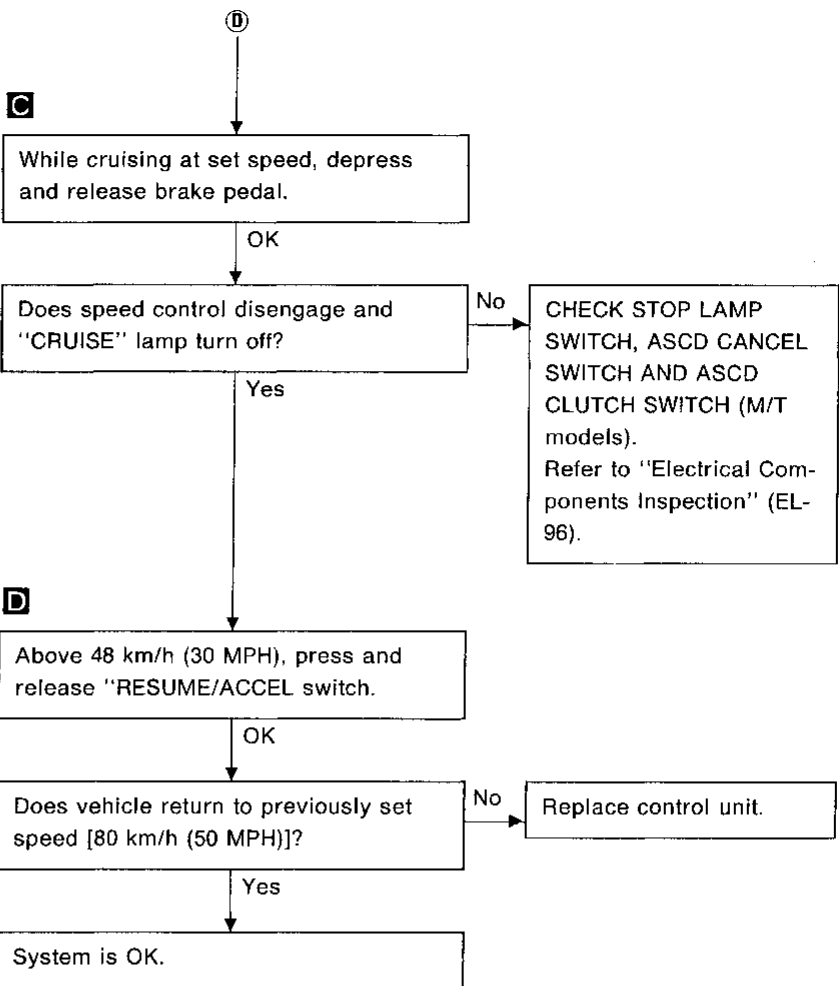 D
C
While cruising at set speed, depress
and release brake pedal.
OK
Does speed control disengage and
"CRUISE" lamp turn off?
No
CHECK STOP LAMP
SWITCH, ASCD CANCEL
SWITCH AND ASCD
CLUTCH SWITCH (M/T
models).
Refer to "Electrical Com-
ponents Inspection" (EL-
96).
Yes
D
Above 48 km/h (30 MPH), press and
release "RESUME/ACCEL switch.
OK
Does vehicle return to previously set
speed [80 km/h (50 MPH)]?
No
Replace control unit.
Yes
System is OK.